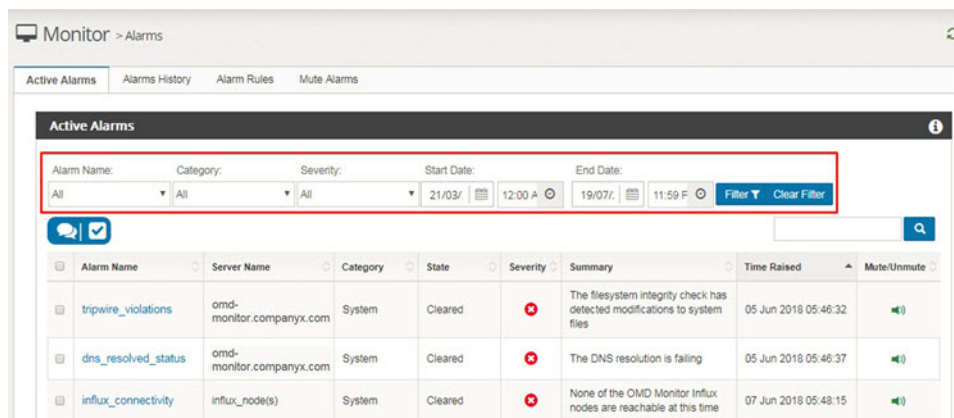 Monitor > Alarms
Active Alarms Alarms History Alarm Rules Mute Alarms
Active Alarms
Alarm Name: Category: Severity: Start Date: End Date:
All All All 21/03/ 12:00 A 19/07/. 11:59 F Filter Clear Filter
Alarm Name Server Name Category State Severity Summary Time Raised Mute/Unmute
The filesystem integrity check has
tripwire_violations omd- System Cleared detected modifications to system 05 Jun 2018 05:46:32
monitor.companyx.com files
omd-
dns_resolved_status System Cleared The DNS resolution is failing 05 Jun 2018 05:46:37
monitor.companyx.com
None of the OMD Monitor Influx
influx_connectivity influx_node(s) System Cleared 07 Jun 2018 05:48:15
nodes are reachable at this time